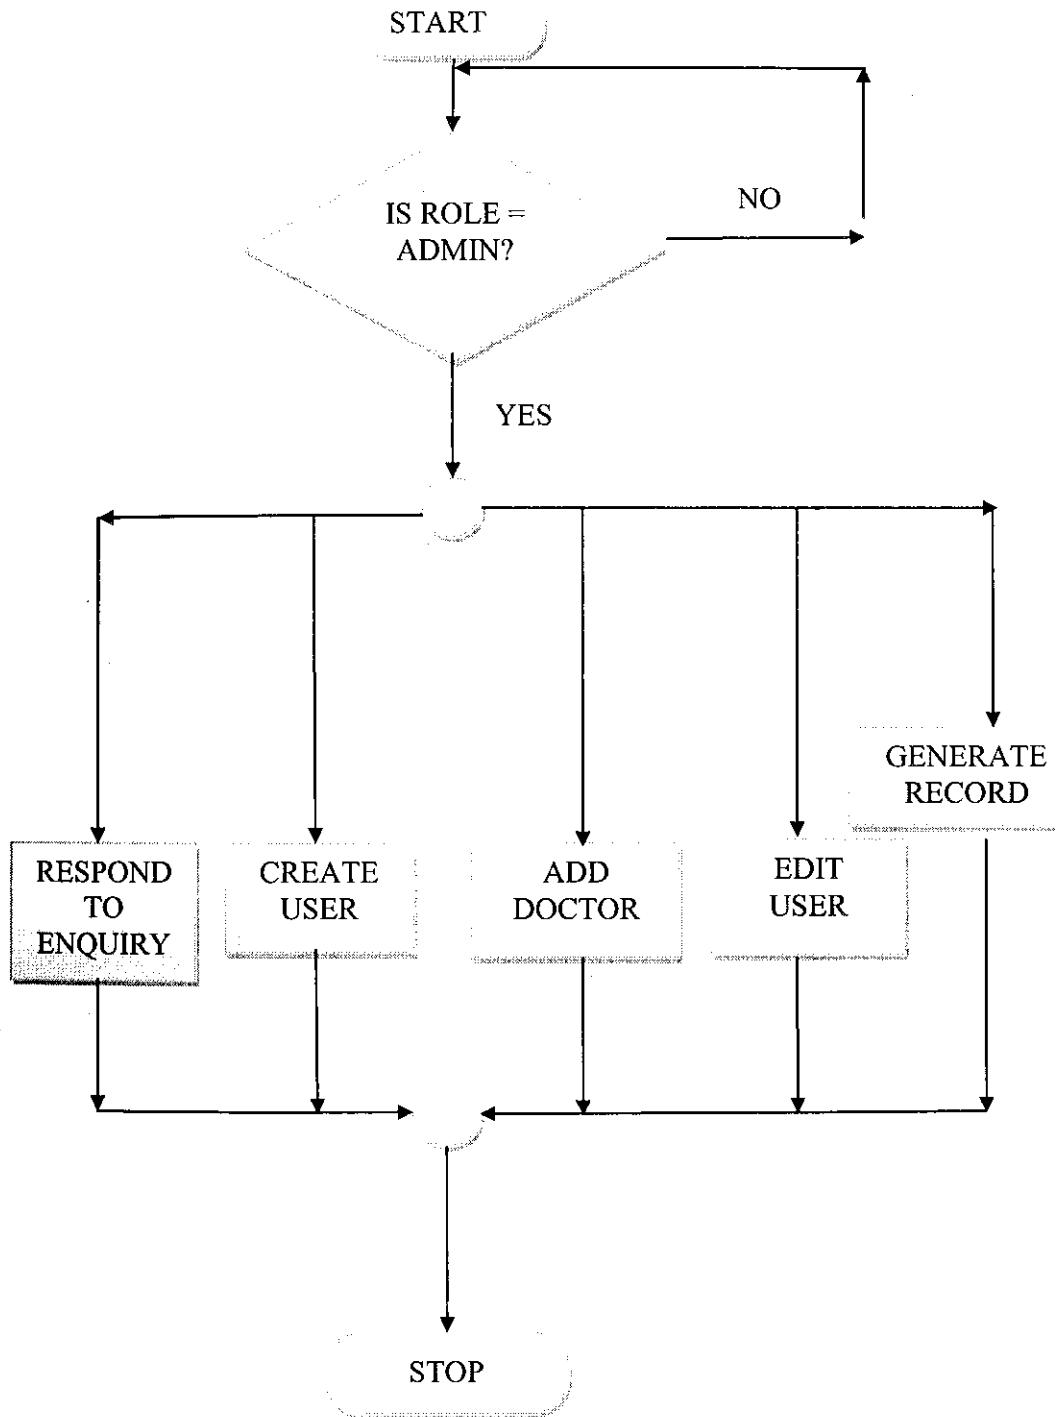 START
IS ROLE =
ADMIN?
NO
YES
GENERATE
RECORD
RESPOND
TO
ENQUIRY
CREATE
USER
ADD
DOCTOR
EDIT
USER
STOP